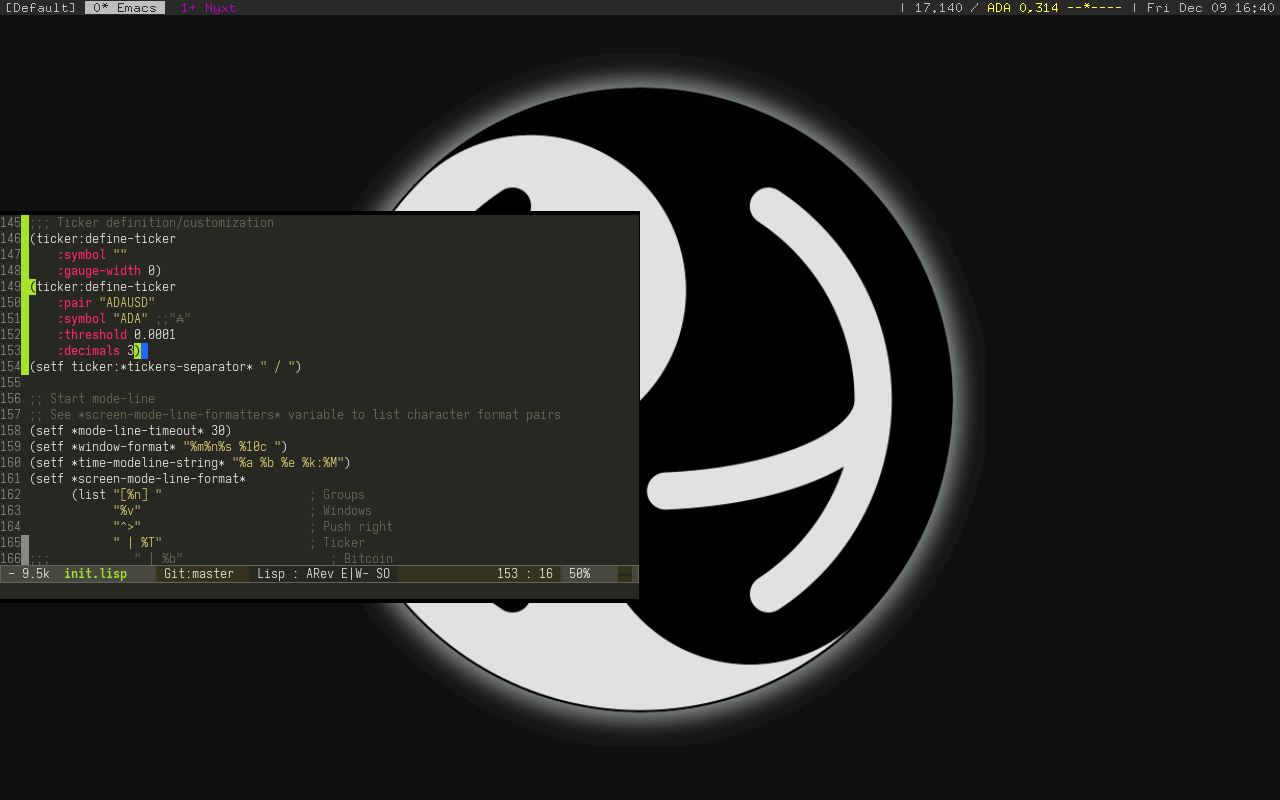 [Default] 0* Emacs 1+ Nyxt | 17.140 / ADA 0,314 --*---- | Fri Dec 09 16:40
145 ;;; Ticker definition/customization
146 (ticker:define-ticker
147 :symbol ""
148 :gauge-width 0)
149 (ticker:define-ticker
150 :pair "ADAUSD"
151 :symbol "ADA" ;;"₳"
152 :threshold 0.0001
153 :decimals 3)
154 (setf ticker:*tickers-separator* " / ")
155
156 ;; Start mode-line
157 ;; See *screen-mode-line-formatters* variable to list character format pairs
158 (setf *mode-line-timeout* 30)
159 (setf *window-format* "%m%n%s %10c ")
160 (setf *time-modeline-string* "%a %b %e %k:%M")
161 (setf *screen-mode-line-format*
162 (list "[%n] " ; Groups
163 "%v" ; Windows
164 "^>" ; Push right
165 " | %T" ; Ticker
166 ;;; " | %b" ; Bitcoin
- 9.5k init.lisp Git:master Lisp : ARev E|W- SO 153 : 16 50%